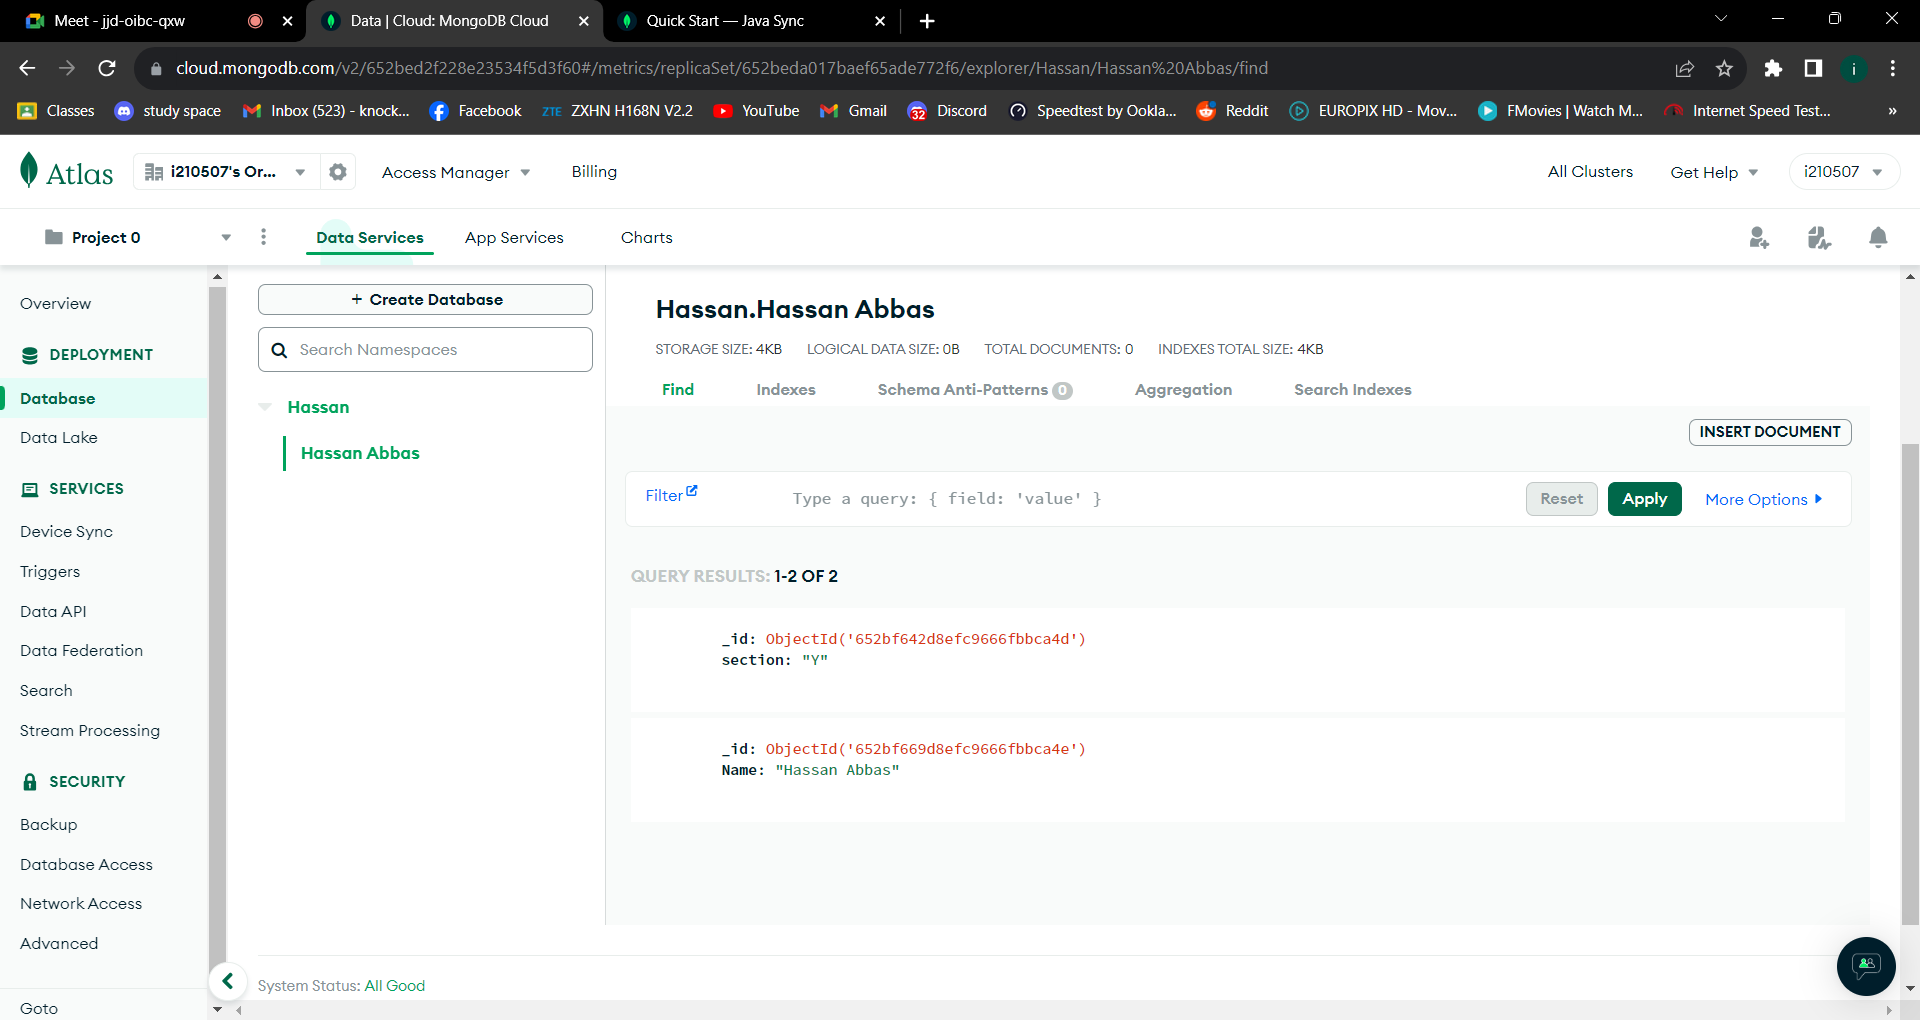 Meet - jjd-oibc-qxw
Data | Cloud: MongoDB Cloud
Quick Start — Java Sync
cloud.mongodb.com/v2/652bed2f228e23534f5d3f60#/metrics/replicaSet/652beda017baef65ade772f6/explorer/Hassan/Hassan%20Abbas/find
i
Classes
study space
Inbox (523) - knock...
Facebook
ZTE ZXHN H168N V2.2
YouTube
Gmail
32 Discord
Speedtest by Ookla...
Reddit
EUROPIX HD - Mov...
FMovies | Watch M...
Internet Speed Test...
»
Atlas
i210507's Or...
Access Manager
Billing
All Clusters
Get Help
i210507
Project 0
Data Services
App Services
Charts
Overview
DEPLOYMENT
Database
Data Lake
SERVICES
Device Sync
Triggers
Data API
Data Federation
Search
Stream Processing
SECURITY
Backup
Database Access
Network Access
Advanced
Goto
+ Create Database
Search Namespaces
Hassan
Hassan Abbas
Hassan.Hassan Abbas
STORAGE SIZE: 4KB LOGICAL DATA SIZE: 0B TOTAL DOCUMENTS: 0 INDEXES TOTAL SIZE: 4KB
Find
Indexes
Schema Anti-Patterns 0
Aggregation
Search Indexes
INSERT DOCUMENT
Filter
Type a query: { field: 'value' }
Reset
Apply
More Options
QUERY RESULTS: 1-2 OF 2
_id: ObjectId('652bf642d8efc9666fbbca4d')
section: "Y"
_id: ObjectId('652bf669d8efc9666fbbca4e')
Name: "Hassan Abbas"
System Status: All Good